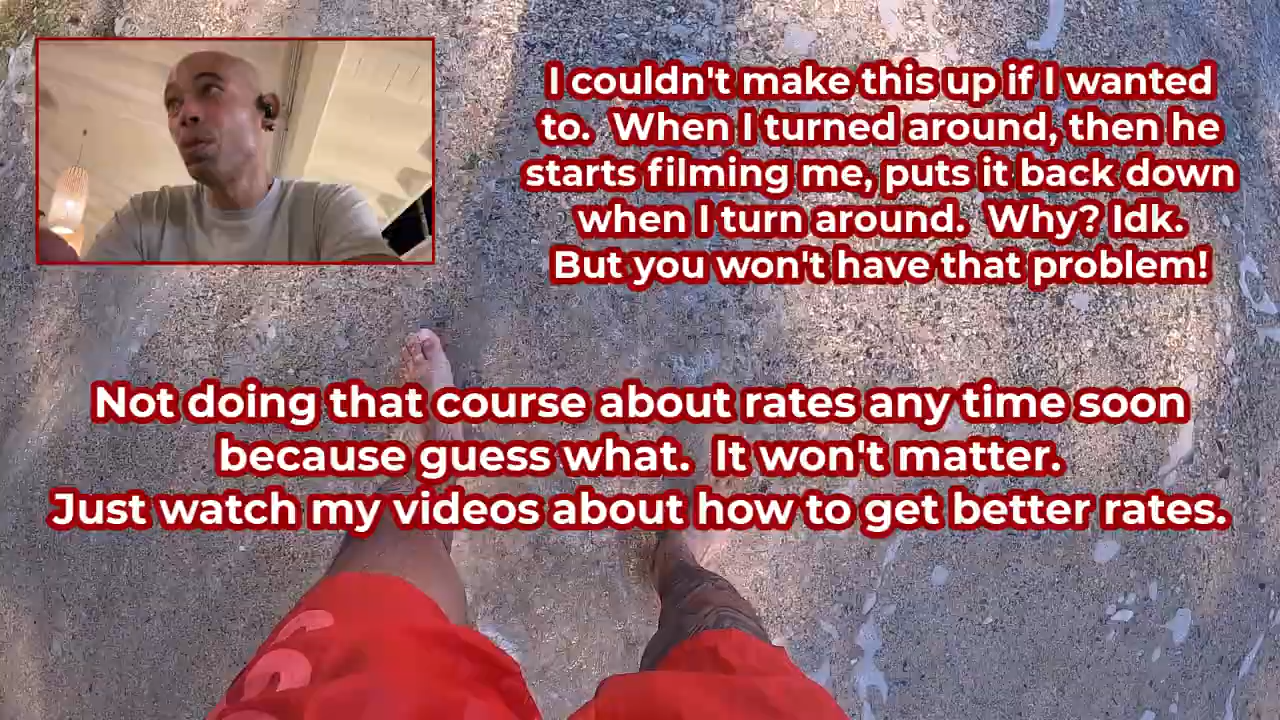 I couldn't make this up if I wanted
to.  When I turned around, then he
starts filming me, puts it back down
when I turn around.  Why? Idk.
But you won't have that problem!
Not doing that course about rates any time soon
because guess what.  It won't matter.
Just watch my videos about how to get better rates.